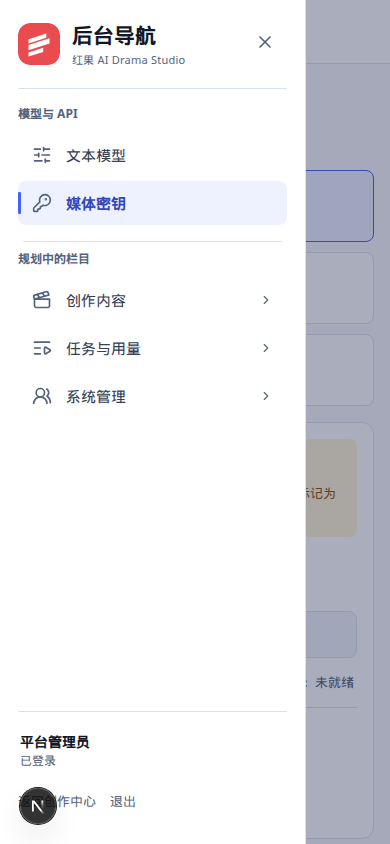 后台导航
红果 AI Drama Studio
模型与 API
文本模型
媒体密钥
规划中的栏目
创作内容
任务与用量
系统管理
记为
未就绪
平台管理员
已登录
创作中心 退出
N